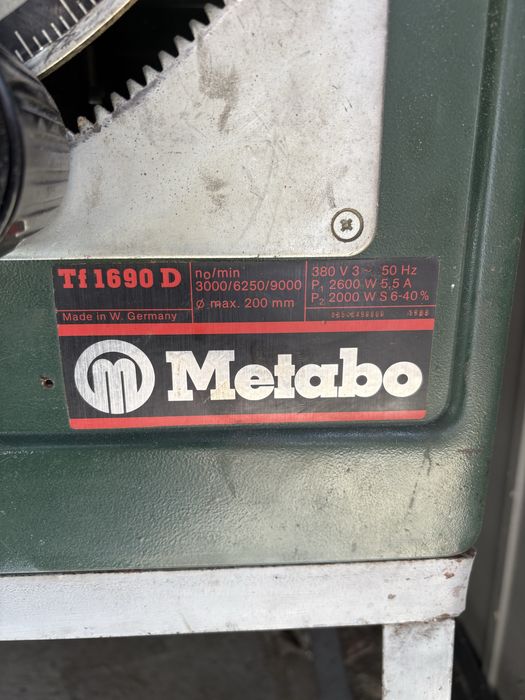 Tf 1690 D
Made in W. Germany
n₀/min
3000/6250/9000
ø max. 200 mm
380 V 3 ~ 50 Hz
P₁ 2600 W 5,5 A
P₂ 2000 W S 6-40%
Metabo